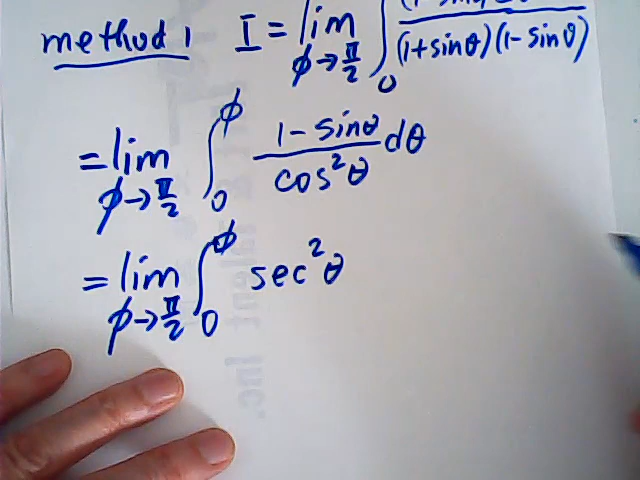 method 1 I = lim ϕ→π/2 ∫0 (1+sinθ)(1-sinθ)
= lim ϕ→π/2 ∫0^ϕ (1-sinθ)/(cos²θ) dθ
= lim ϕ→π/2 ∫0^ϕ sec²θ